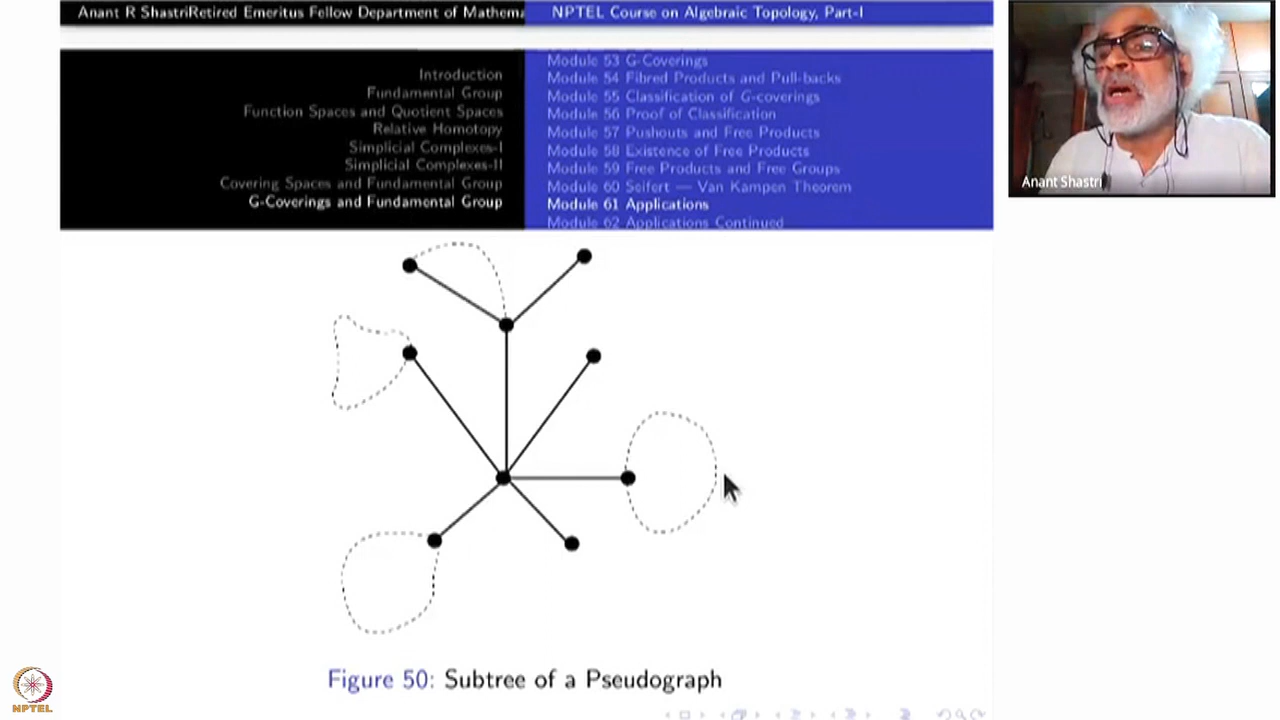 Anant R ShastriRetired Emeritus Fellow Department of Mathema
NPTEL Course on Algebraic Topology, Part-I
Introduction
Fundamental Group
Function Spaces and Quotient Spaces
Relative Homotopy
Simplicial Complexes-I
Simplicial Complexes-II
Covering Spaces and Fundamental Group
G-Coverings and Fundamental Group
Module 53 G-Coverings
Module 54 Fibred Products and Pull-backs
Module 55 Classification of G-coverings
Module 56 Proof of Classification
Module 57 Pushouts and Free Products
Module 58 Existence of Free Products
Module 59 Free Products and Free Groups
Module 60 Seifert — Van Kampen Theorem
Module 61 Applications
Module 62 Applications Continued
Anant Shastri
Figure 50: Subtree of a Pseudograph
NPTEL